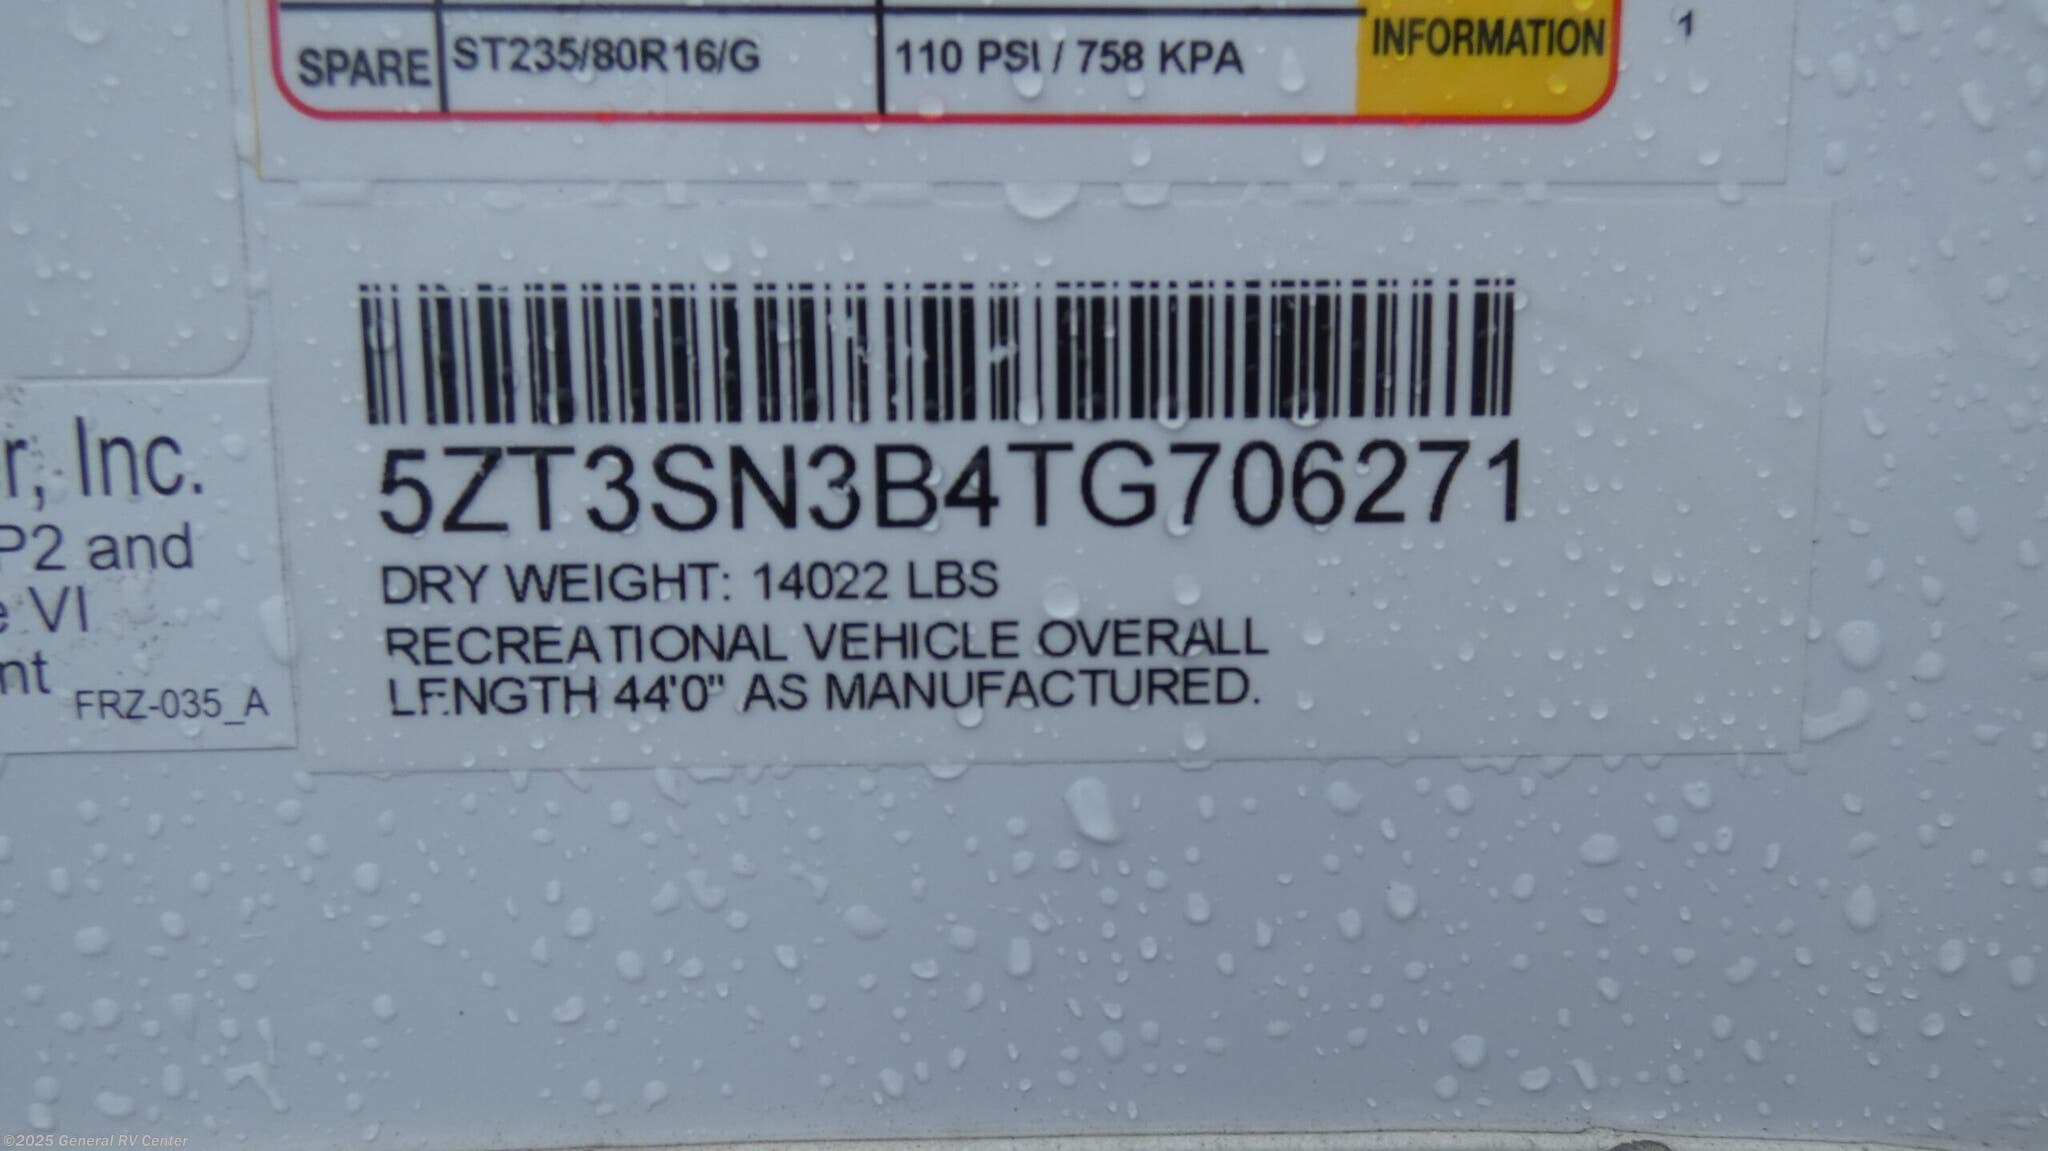 SPARE ST235/80R16/G 110 PSI / 758 KPA INFORMATION 1
5ZT3SN3B4TG706271
DRY WEIGHT: 14022 LBS
RECREATIONAL VEHICLE OVERALL
LENGTH 44'0" AS MANUFACTURED.
r, Inc.
P2 and
e VI
nt FRZ-035_A
©2025 General RV Center